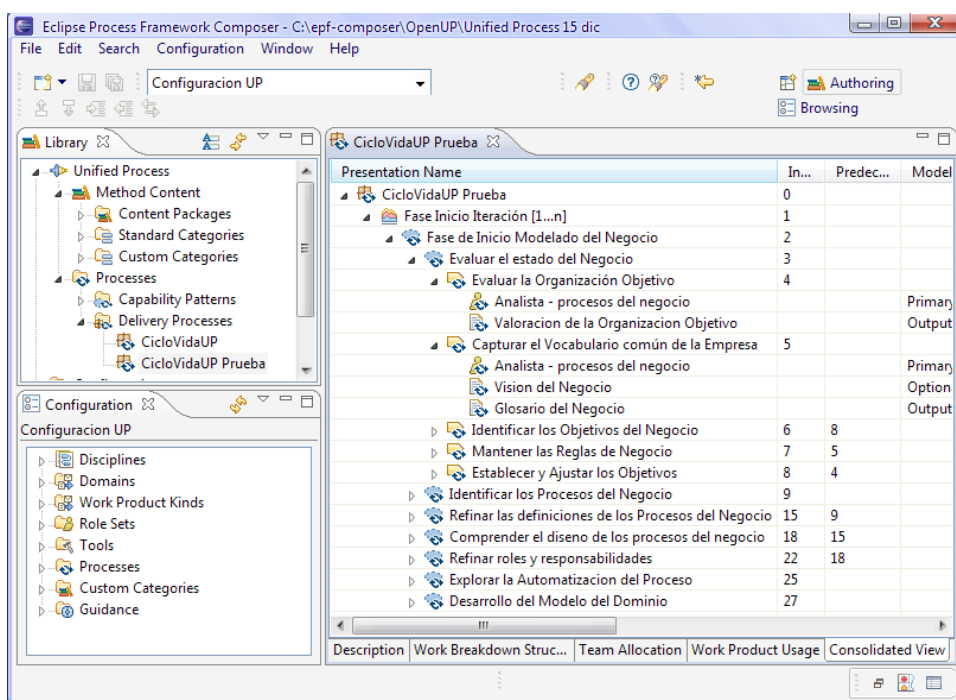 Eclipse Process Framework Composer - C:\epf-composer\OpenUP\Unified Process 15 dic
File Edit Search Configuration Window Help
Configuracion UP
Authoring
Browsing
Library
Unified Process
Method Content
Content Packages
Standard Categories
Custom Categories
Processes
Capability Patterns
Delivery Processes
CicloVidaUP
CicloVidaUP Prueba
Configuration
Configuracion UP
Disciplines
Domains
Work Product Kinds
Role Sets
Tools
Processes
Custom Categories
Guidance
CicloVidaUP Prueba
Presentation Name In... Predec... Model
CicloVidaUP Prueba 0
Fase Inicio Iteración [1...n] 1
Fase de Inicio Modelado del Negocio 2
Evaluar el estado del Negocio 3
Evaluar la Organización Objetivo 4
Analista - procesos del negocio Primary
Valoracion de la Organizacion Objetivo Output
Capturar el Vocabulario común de la Empresa 5
Analista - procesos del negocio Primary
Vision del Negocio Option
Glosario del Negocio Output
Identificar los Objetivos del Negocio 6 8
Mantener las Reglas de Negocio 7 5
Establecer y Ajustar los Objetivos 8 4
Identificar los Procesos del Negocio 9
Refinar las definiciones de los Procesos del Negocio 15 9
Comprender el diseno de los procesos del negocio 18 15
Refinar roles y responsabilidades 22 18
Explorar la Automatizacion del Proceso 25
Desarrollo del Modelo del Dominio 27
Description Work Breakdown Struc... Team Allocation Work Product Usage Consolidated View